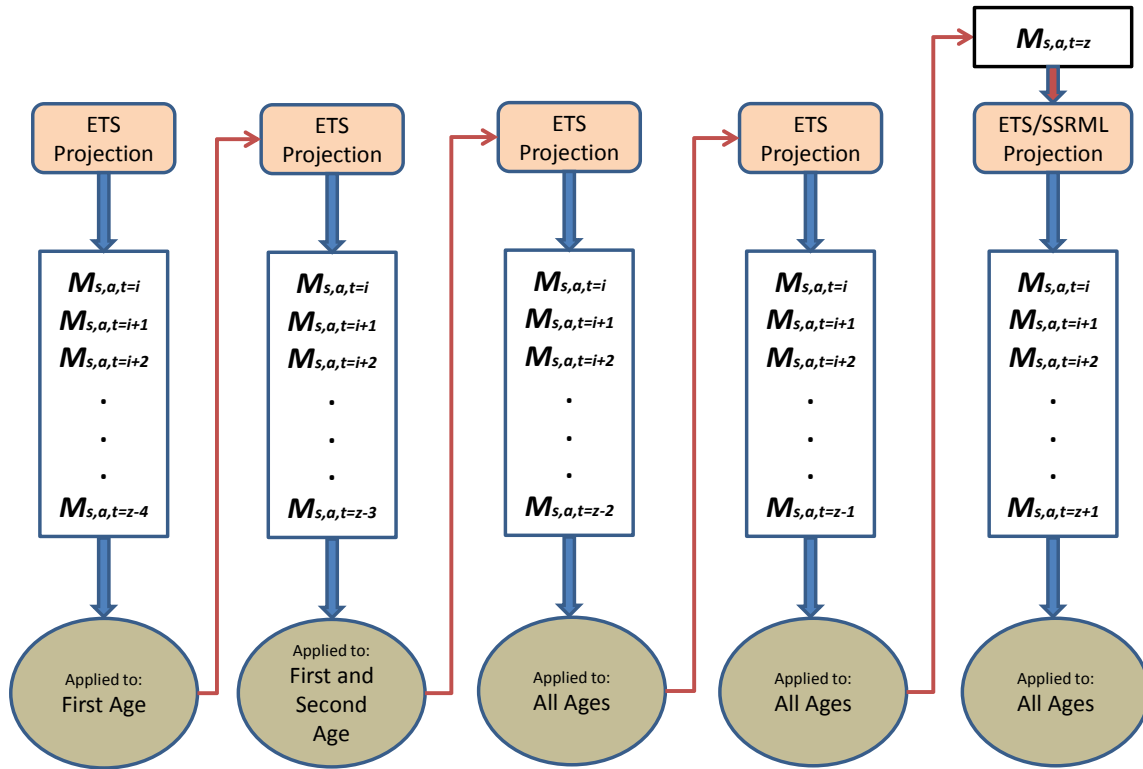 ETS
Projection
M s,a,t=i
M s,a,t=i+1
M s,a,t=i+2
.
.
.
M s,a,t=z-4
Applied to:
First Age
ETS
Projection
M s,a,t=i
M s,a,t=i+1
M s,a,t=i+2
.
.
.
M s,a,t=z-3
Applied to:
First and
Second
Age
ETS
Projection
M s,a,t=i
M s,a,t=i+1
M s,a,t=i+2
.
.
.
M s,a,t=z-2
Applied to:
All Ages
ETS
Projection
M s,a,t=i
M s,a,t=i+1
M s,a,t=i+2
.
.
.
M s,a,t=z-1
Applied to:
All Ages
M s,a,t=z
ETS/SSRML
Projection
M s,a,t=i
M s,a,t=i+1
M s,a,t=i+2
.
.
.
M s,a,t=z+1
Applied to:
All Ages